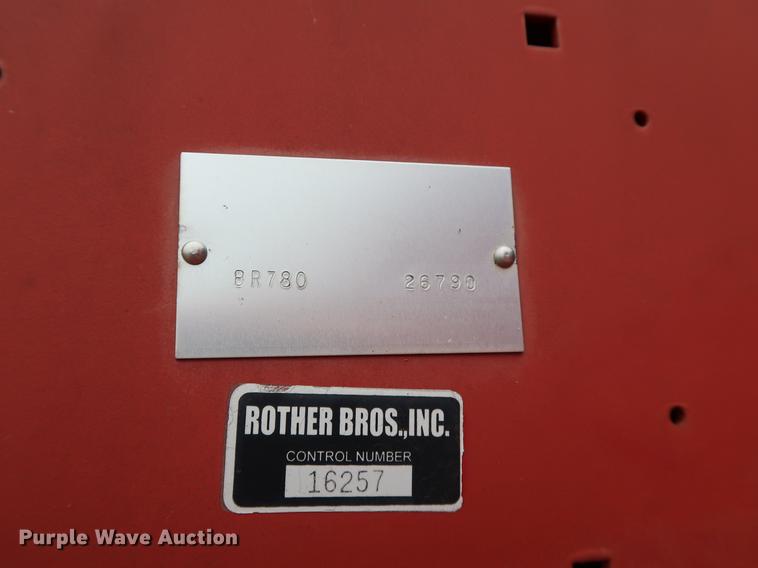 BR780 26790
ROTHER BROS.,INC.
CONTROL NUMBER
16257
Purple Wave Auction